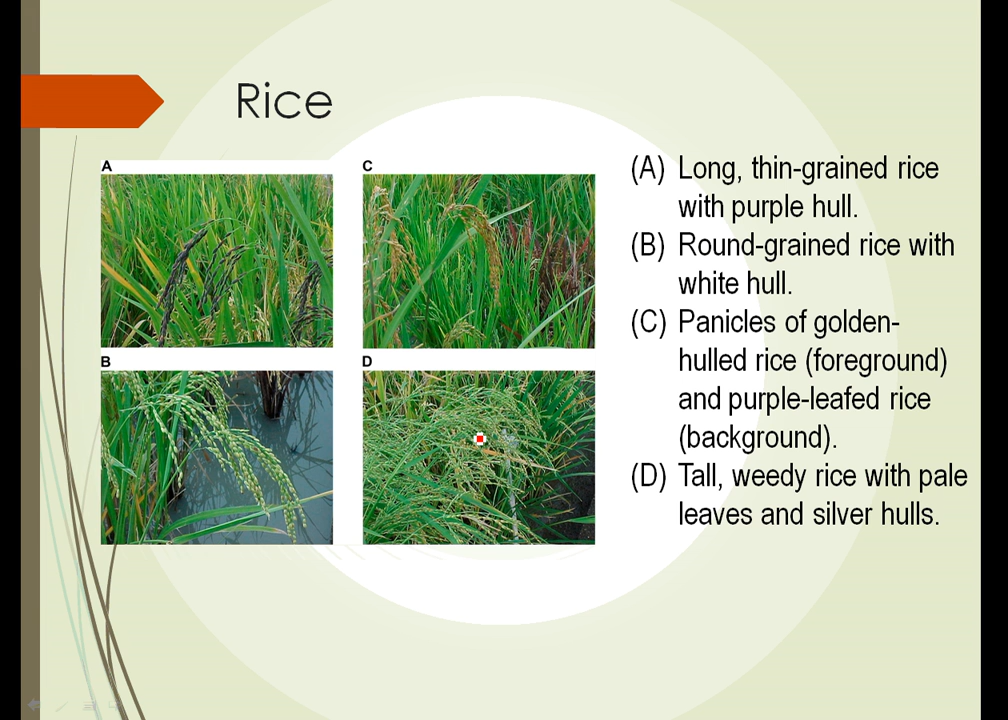 Rice
A
C
B
D
(A) Long, thin-grained rice
with purple hull.
(B) Round-grained rice with
white hull.
(C) Panicles of golden-
hulled rice (foreground)
and purple-leafed rice
(background).
(D) Tall, weedy rice with pale
leaves and silver hulls.